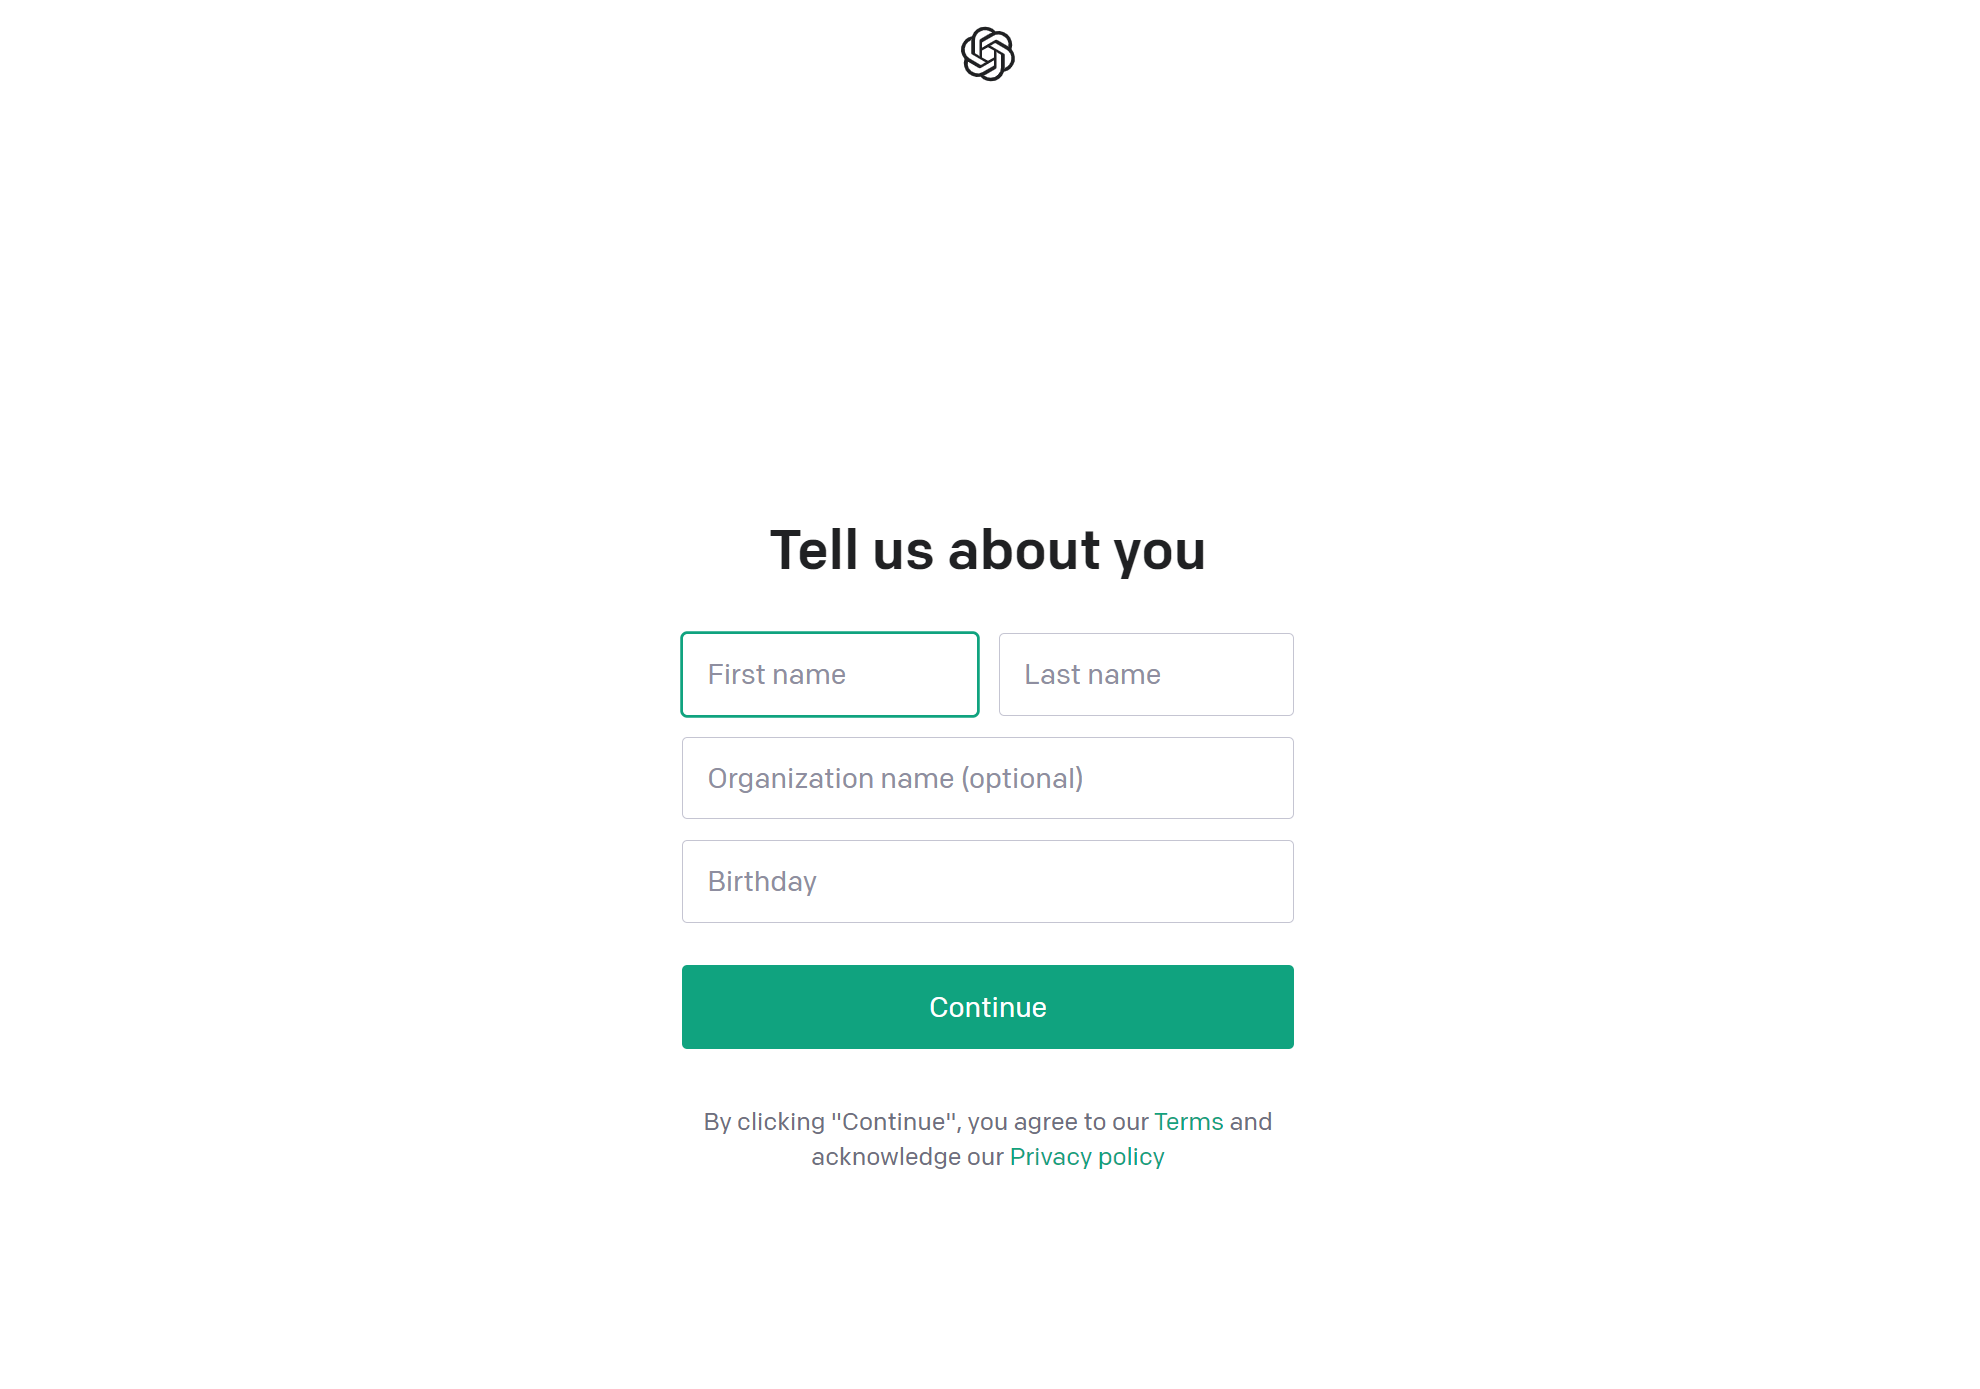 Tell us about you
First name
Last name
Organization name (optional)
Birthday
Continue
By clicking "Continue", you agree to our Terms and
acknowledge our Privacy policy